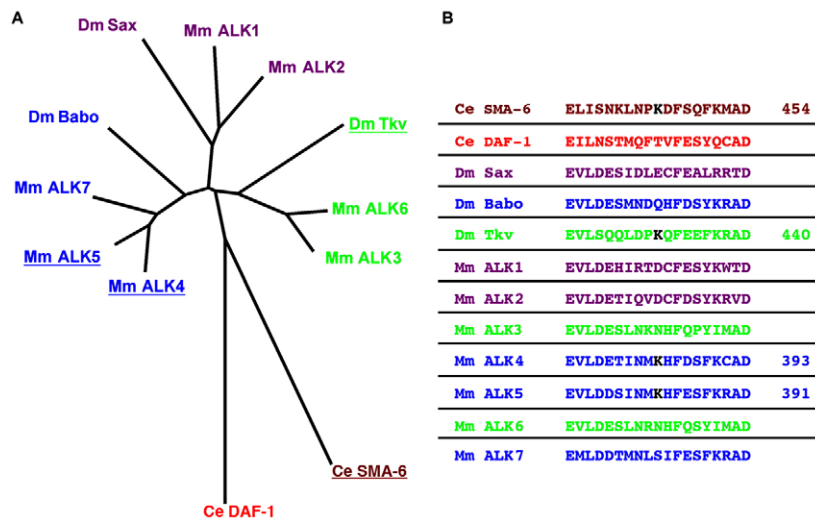 A
Dm Sax
Mm ALK1
Mm ALK2
Dm Tkv
Dm Babo
Mm ALK7
Mm ALK6
Mm ALK5
Mm ALK3
Mm ALK4
Ce SMA-6
Ce DAF-1
B
Ce SMA-6 ELISNKLNPKDFSQFKMAD 454
Ce DAF-1 EILNSTMQFTVFESYQCAD
Dm Sax EVLDESIDLECFEALRRTD
Dm Babo EVLDESMNDQHFDSYKRAD
Dm Tkv EVLSQQLDPKQFEEFKRAD 440
Mm ALK1 EVLDEHIRTDCFESYKWTD
Mm ALK2 EVLDETIQVDCFDSYKRVD
Mm ALK3 EVLDESLNKNHFQPYIMAD
Mm ALK4 EVLDETINMKHFDSFKCAD 393
Mm ALK5 EVLDDSINMKHFESFKRAD 391
Mm ALK6 EVLDESLNRNHFQSYIMAD
Mm ALK7 EMLDDTMNLSIFESFKRAD